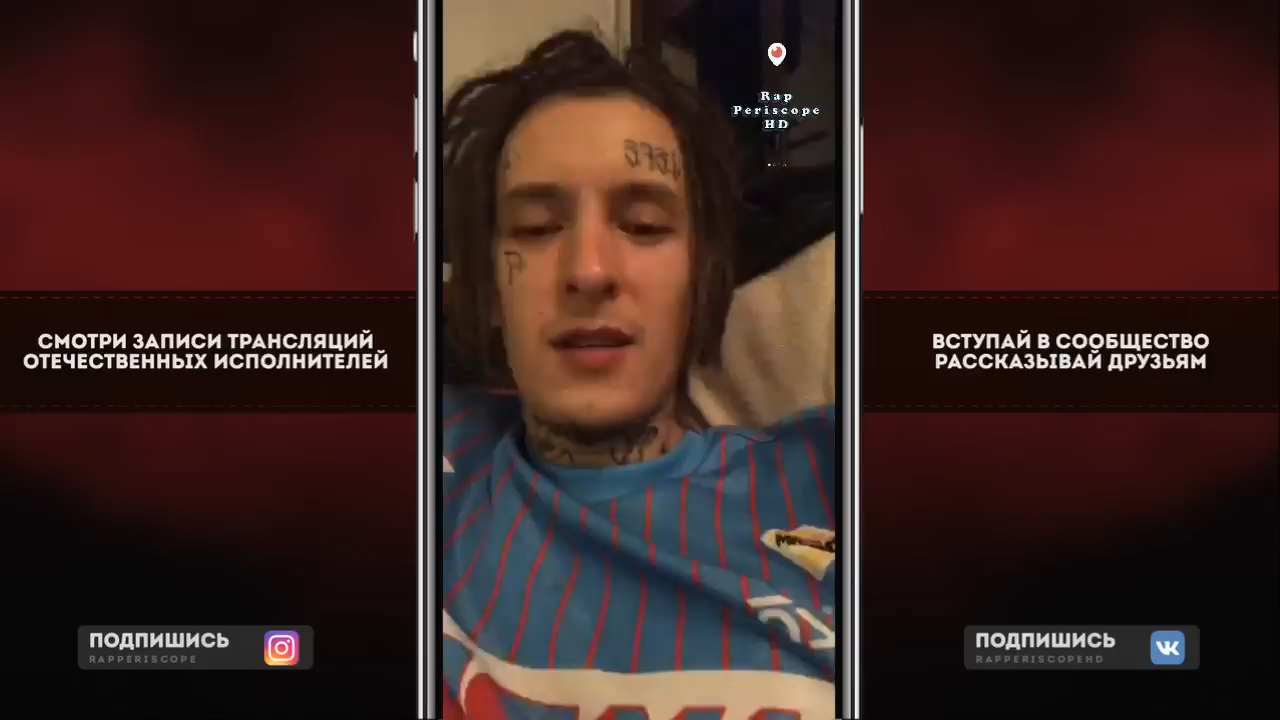 Rap
Periscope
HD
СМОТРИ ЗАПИСИ ТРАНСЛЯЦИЙ
ОТЕЧЕСТВЕННЫХ ИСПОЛНИТЕЛЕЙ
ВСТУПАЙ В СООБЩЕСТВО
РАССКАЗЫВАЙ ДРУЗЬЯМ
ПОДПИШИСЬ
RAPPERISCOPE
ПОДПИШИСЬ
RAPPERISCOPEHD